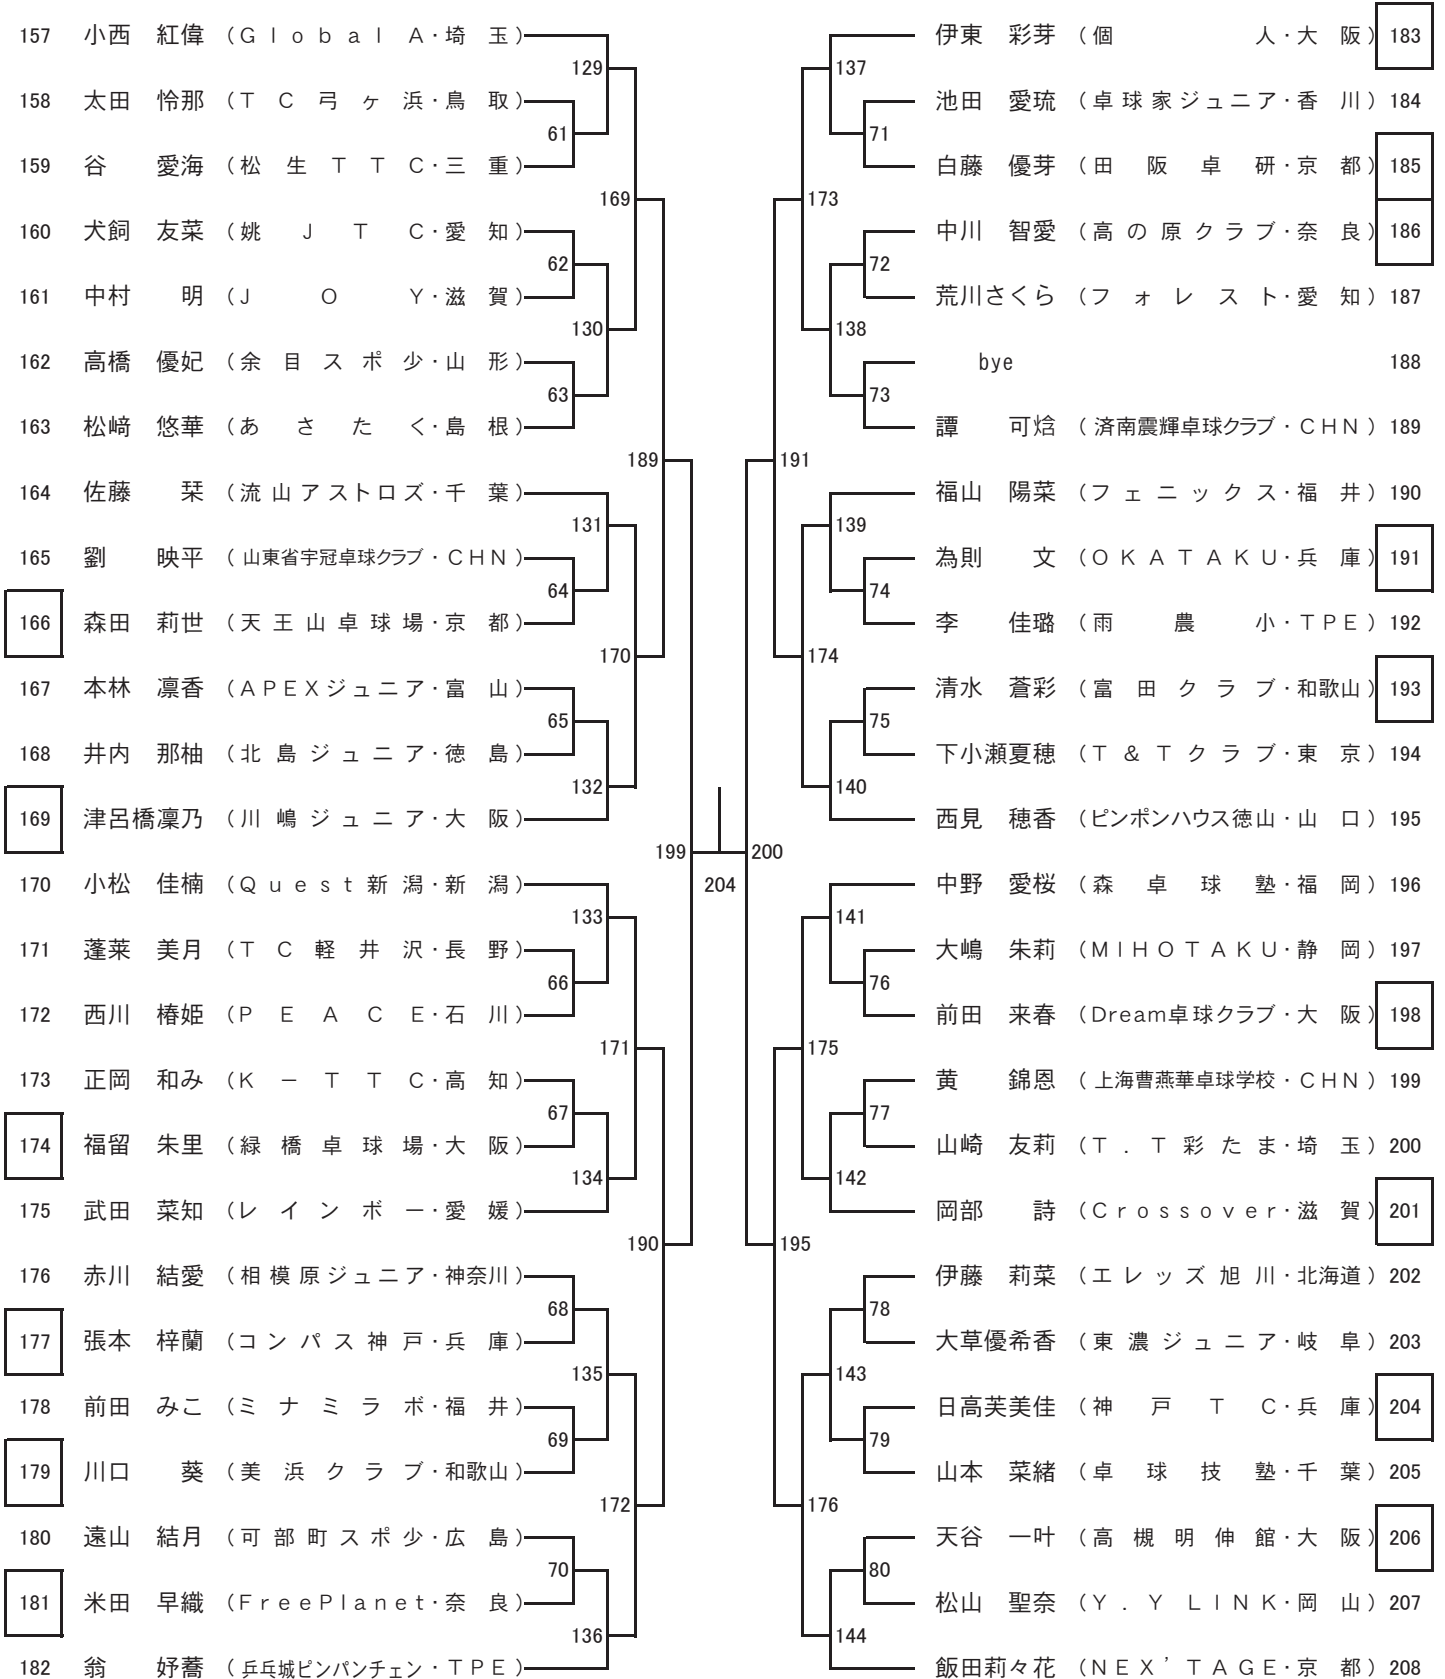 157 小西 紅偉 (Global A・埼玉)
129
158 太田 怜那 (TC弓ヶ浜・鳥取)
61
159 谷 愛海 (松生TTC・三重)
169
160 犬飼 友菜 (姚JTC・愛知)
62
161 中村 明 (JOY・滋賀)
130
162 高橋 優妃 (余目スポ少・山形)
63
163 松﨑 悠華 (あさたく・島根)
189
164 佐藤 栞 (流山アストロズ・千葉)
131
165 劉 映平 (山東省宇冠卓球クラブ・CHN)
64
166 森田 莉世 (天王山卓球場・京都)
170
167 本林 凛香 (APEXジュニア・富山)
65
168 井内 那柚 (北島ジュニア・徳島)
132
169 津呂橋凜乃 (川嶋ジュニア・大阪)
199
170 小松 佳楠 (Quest新潟・新潟)
133
171 蓬莱 美月 (TC軽井沢・長野)
66
172 西川 椿姫 (PEACE・石川)
171
173 正岡 和み (K－TTC・高知)
67
174 福留 朱里 (緑橋卓球場・大阪)
134
175 武田 菜知 (レインボー・愛媛)
190
176 赤川 結愛 (相模原ジュニア・神奈川)
68
177 張本 梓蘭 (コンパス神戸・兵庫)
135
178 前田 みこ (ミナミラボ・福井)
69
179 川口 葵 (美浜クラブ・和歌山)
172
180 遠山 結月 (可部町スポ少・広島)
70
181 米田 早織 (FreePlanet・奈良)
136
182 翁 妤蕎 (乒乓城ピンパンチェン・TPE)
204
伊東 彩芽 (個人・大阪) 183
137
池田 愛琉 (卓球家ジュニア・香川) 184
71
白藤 優芽 (田阪卓研・京都) 185
173
中川 智愛 (高の原クラブ・奈良) 186
72
荒川さくら (フォレスト・愛知) 187
138
bye 188
73
譚 可焓 (済南震輝卓球クラブ・CHN) 189
191
福山 陽菜 (フェニックス・福井) 190
139
為則 文 (OKATAKU・兵庫) 191
74
李 佳璐 (雨農小・TPE) 192
174
清水 蒼彩 (富田クラブ・和歌山) 193
75
下小瀬夏穂 (T&Tクラブ・東京) 194
140
西見 穂香 (ピンポンハウス徳山・山口) 195
200
中野 愛桜 (森卓球塾・福岡) 196
141
大嶋 朱莉 (MIHOTAKU・静岡) 197
76
前田 来春 (Dream卓球クラブ・大阪) 198
175
黄 錦恩 (上海曹燕華卓球学校・CHN) 199
77
山崎 友莉 (T.T彩たま・埼玉) 200
142
岡部 詩 (Crossover・滋賀) 201
195
伊藤 莉菜 (エレッズ旭川・北海道) 202
78
大草優希香 (東濃ジュニア・岐阜) 203
143
日高芙美佳 (神戸TC・兵庫) 204
79
山本 菜緒 (卓球技塾・千葉) 205
176
天谷 一叶 (高槻明伸館・大阪) 206
80
松山 聖奈 (Y.Y LINK・岡山) 207
144
飯田莉々花 (NEX'TAGE・京都) 208